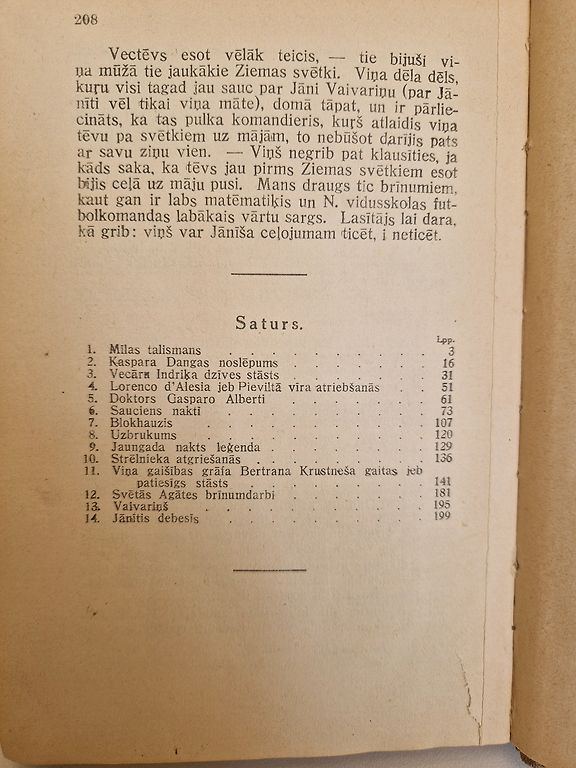 208
Vectēvs esot vēlāk teicis, — tie bijuši vi-
ņa mūžā tie jaukākie Ziemas svētki. Viņa dēla dēls,
kuŗu visi tagad jau sauc par Jāni Vaivariņu (par Jā-
nīti vēl tikai viņa māte), domā tāpat, un ir pārlie-
cināts, ka tas pulka komandieris, kuŗš atlaidis viņa
tēvu pa svētkiem uz mājām, to nebūšot darījis pats
ar savu ziņu vien. — Viņš negrib pat klausīties, ja
kāds saka, ka tēvs jau pirms Ziemas svētkiem esot
bijis ceļā uz māju pusi. Mans draugs tic brīnumiem,
kaut gan ir labs matēmatiķis un N. vidusskolas fut-
bolkomandas labākais vārtu sargs. Lasītājs lai dara,
kā grib: viņš var Jānīša ceļojumam ticēt, i neticēt.
Saturs.
Lpp.
1. Mīlas talismans . . . . . . . . 3
2. Kaspara Dangas noslēpums . . . . . . 16
3. Vecāra Indriķa dzīves stāsts . . . . . . 31
4. Lorenco d'Alesia jeb Pieviltā vīra atriebšanās . . 51
5. Doktors Gasparo Alberti . . . . . . 61
6. Sauciens naktī . . . . . . . . 73
7. Blokhauzis . . . . . . . . 107
8. Uzbrukums . . . . . . . . 120
9. Jaungada nakts leģenda . . . . . . 129
10. Strēlnieka atgriešanās . . . . . . . 136
11. Viņa gaišības grāfa Bertrana Krustneša gaitas jeb
patiesīgs stāsts . . . . . . . . 141
12. Svētās Agātes brīnumdarbi . . . . . . 181
13. Vaivariņš . . . . . . . . 195
14. Jānītis debesīs . . . . . . . . 199